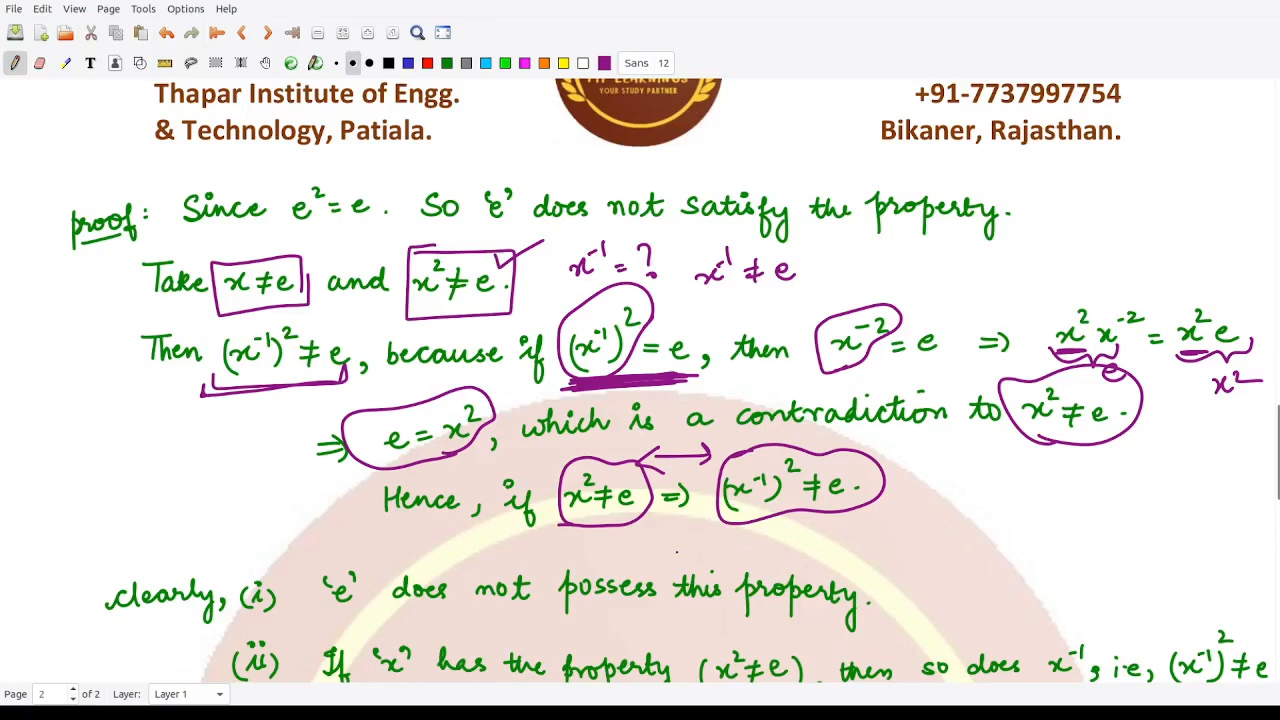 File Edit View Page Tools Options Help
Sans 12
Thapar Institute of Engg. +91-7737997754
YOUR STUDY PARTNER
& Technology, Patiala. Bikaner, Rajasthan.
proof: Since e² = e. So 'e' does not satisfy the property.
Take x ≠ e and x² ≠ e. x⁻¹ = ? x⁻¹ ≠ e
Then (x⁻¹)² ≠ e, because if (x⁻¹)² = e, then x⁻² = e ⇒ x² x⁻² = x² e
e x²
⇒ e = x², which is a contradiction to x² ≠ e.
Hence, if x² ≠ e ⇒ (x⁻¹)² ≠ e.
clearly, (i) 'e' does not possess this property.
(ii) If 'x' has the property (x² ≠ e), then so does x⁻¹, i.e, (x⁻¹)² ≠ e
Page 2 of 2 Layer: Layer 1